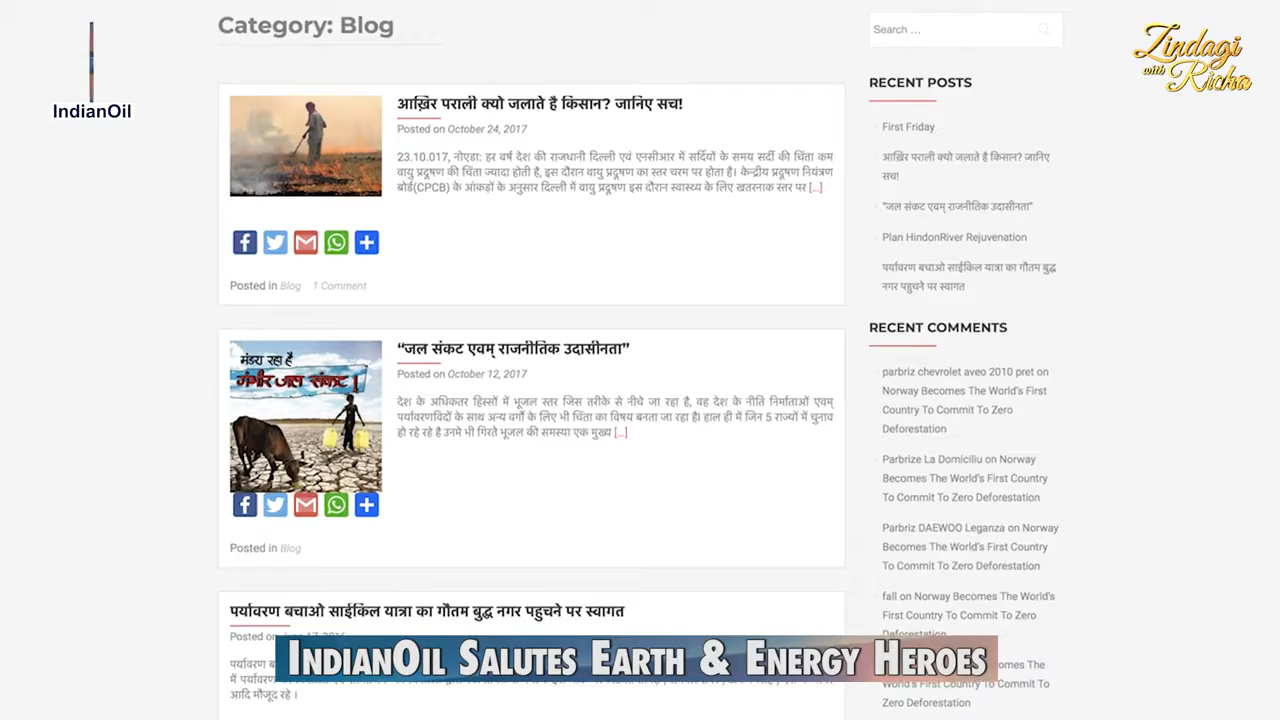 Category: Blog
Search …
Zindagi
with Richa
IndianOil
आख़िर पराली क्यो जलाते है किसान? जानिए सच!
Posted on October 24, 2017
23.10.017, नोएडा: हर वर्ष देश की राजधानी दिल्ली एवं एनसीआर में सर्दियों के समय सर्दी की चिंता कम
वायु प्रदूषण की चिंता ज्यादा होती है, इस दौरान वायु प्रदूषण का स्तर चरम पर होता है। केन्द्रीय प्रदूषण नियंत्रण
बोर्ड(CPCB) के आंकड़ों के अनुसार दिल्ली में वायु प्रदूषण इस दौरान स्वास्थ्य के लिए खतरनाक स्तर पर [...]
Posted in Blog 1 Comment
मंडरा रहा है
गंभीर जल संकट !
“जल संकट एवम् राजनीतिक उदासीनता”
Posted on October 12, 2017
देश के अधिकतर हिस्सों में भूजल स्तर जिस तरीके से नीचे जा रहा है, वह देश के नीति निर्माताओं एवम्
पर्यावरणविदों के साथ अन्य वर्गों के लिए भी चिंता का विषय बनता जा रहा है। हाल ही में जिन 5 राज्यों में चुनाव
हो रहे रहे है उनमे भी गिरते भूजल की समस्या एक मुख्य [...]
Posted in Blog
पर्यावरण बचाओ साईकिल यात्रा का गौतम बुद्ध नगर पहुचने पर स्वागत
Posted on
आदि मौजूद रहे ।
RECENT POSTS
First Friday
आख़िर पराली क्यो जलाते है किसान? जानिए
सच!
“जल संकट एवम् राजनीतिक उदासीनता”
Plan HindonRiver Rejuvenation
पर्यावरण बचाओ साईकिल यात्रा का गौतम बुद्ध
नगर पहुचने पर स्वागत
RECENT COMMENTS
parbriz chevrolet aveo 2010 pret on
Norway Becomes The World's First
Country To Commit To Zero
Deforestation
Parbrize La Domiciliu on Norway
Becomes The World's First Country
To Commit To Zero Deforestation
Parbriz DAEWOO Leganza on Norway
Becomes The World's First Country
To Commit To Zero Deforestation
fall on Norway Becomes The World's
First Country To Commit To Zero
Deforestation
The
World's First Country To Commit To
Zero Deforestation
IndianOil Salutes Earth & Energy Heroes